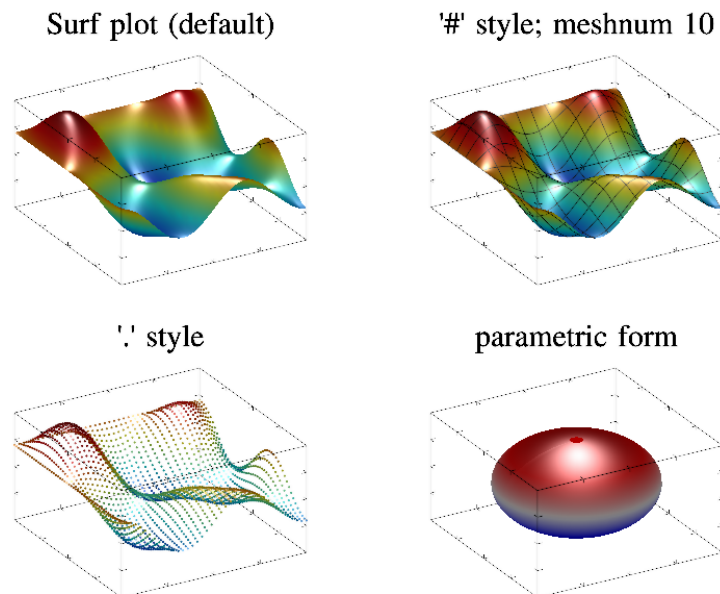 Surf plot (default)
'#' style; meshnum 10
'.' style
parametric form